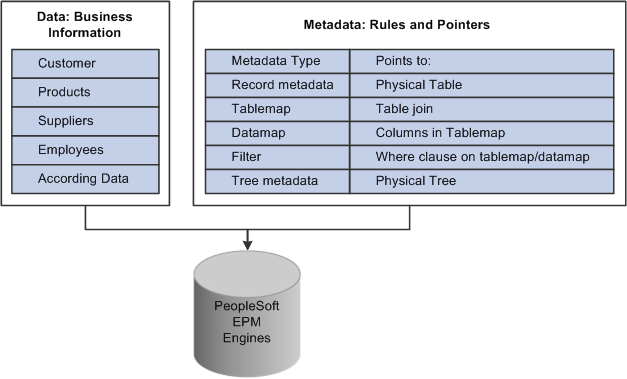 Data: Business
Information
Customer
Products
Suppliers
Employees
According Data
Metadata: Rules and Pointers
Metadata Type Points to:
Record metadata Physical Table
Tablemap Table join
Datamap Columns in Tablemap
Filter Where clause on tablemap/datamap
Tree metadata Physical Tree
PeopleSoft
EPM
Engines